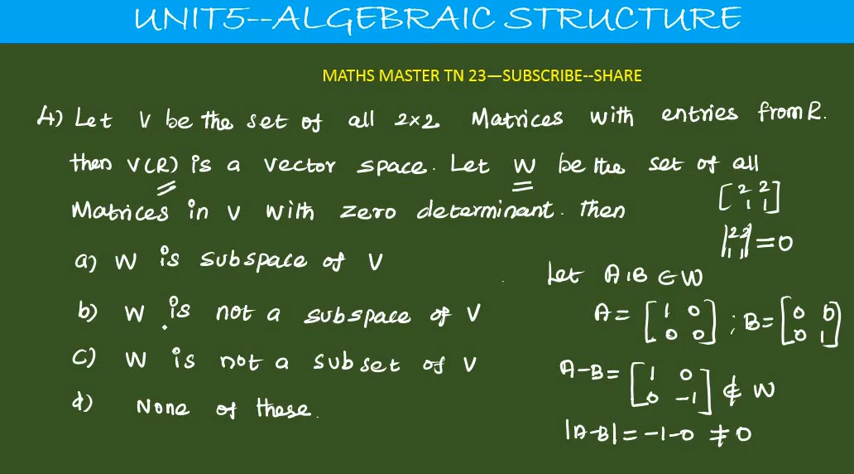 UNIT5--ALGEBRAIC STRUCTURE
MATHS MASTER TN 23—SUBSCRIBE--SHARE
4) Let V be the set of all 2×2 Matrices with entries from R.
then V(R) is a vector space. Let W be the set of all
Matrices in V with zero determinant. Then
a) W is subspace of V
b) W is not a subspace of V
c) W is not a subset of V
d) None of these.
[2 2
1 1]
|2 2
1 1| = 0
Let A, B ∈ W
A = [1 0
0 0] ; B = [0 0
0 1]
A-B = [1 0
0 -1] ∉ W
|A-B| = -1-0 ≠ 0